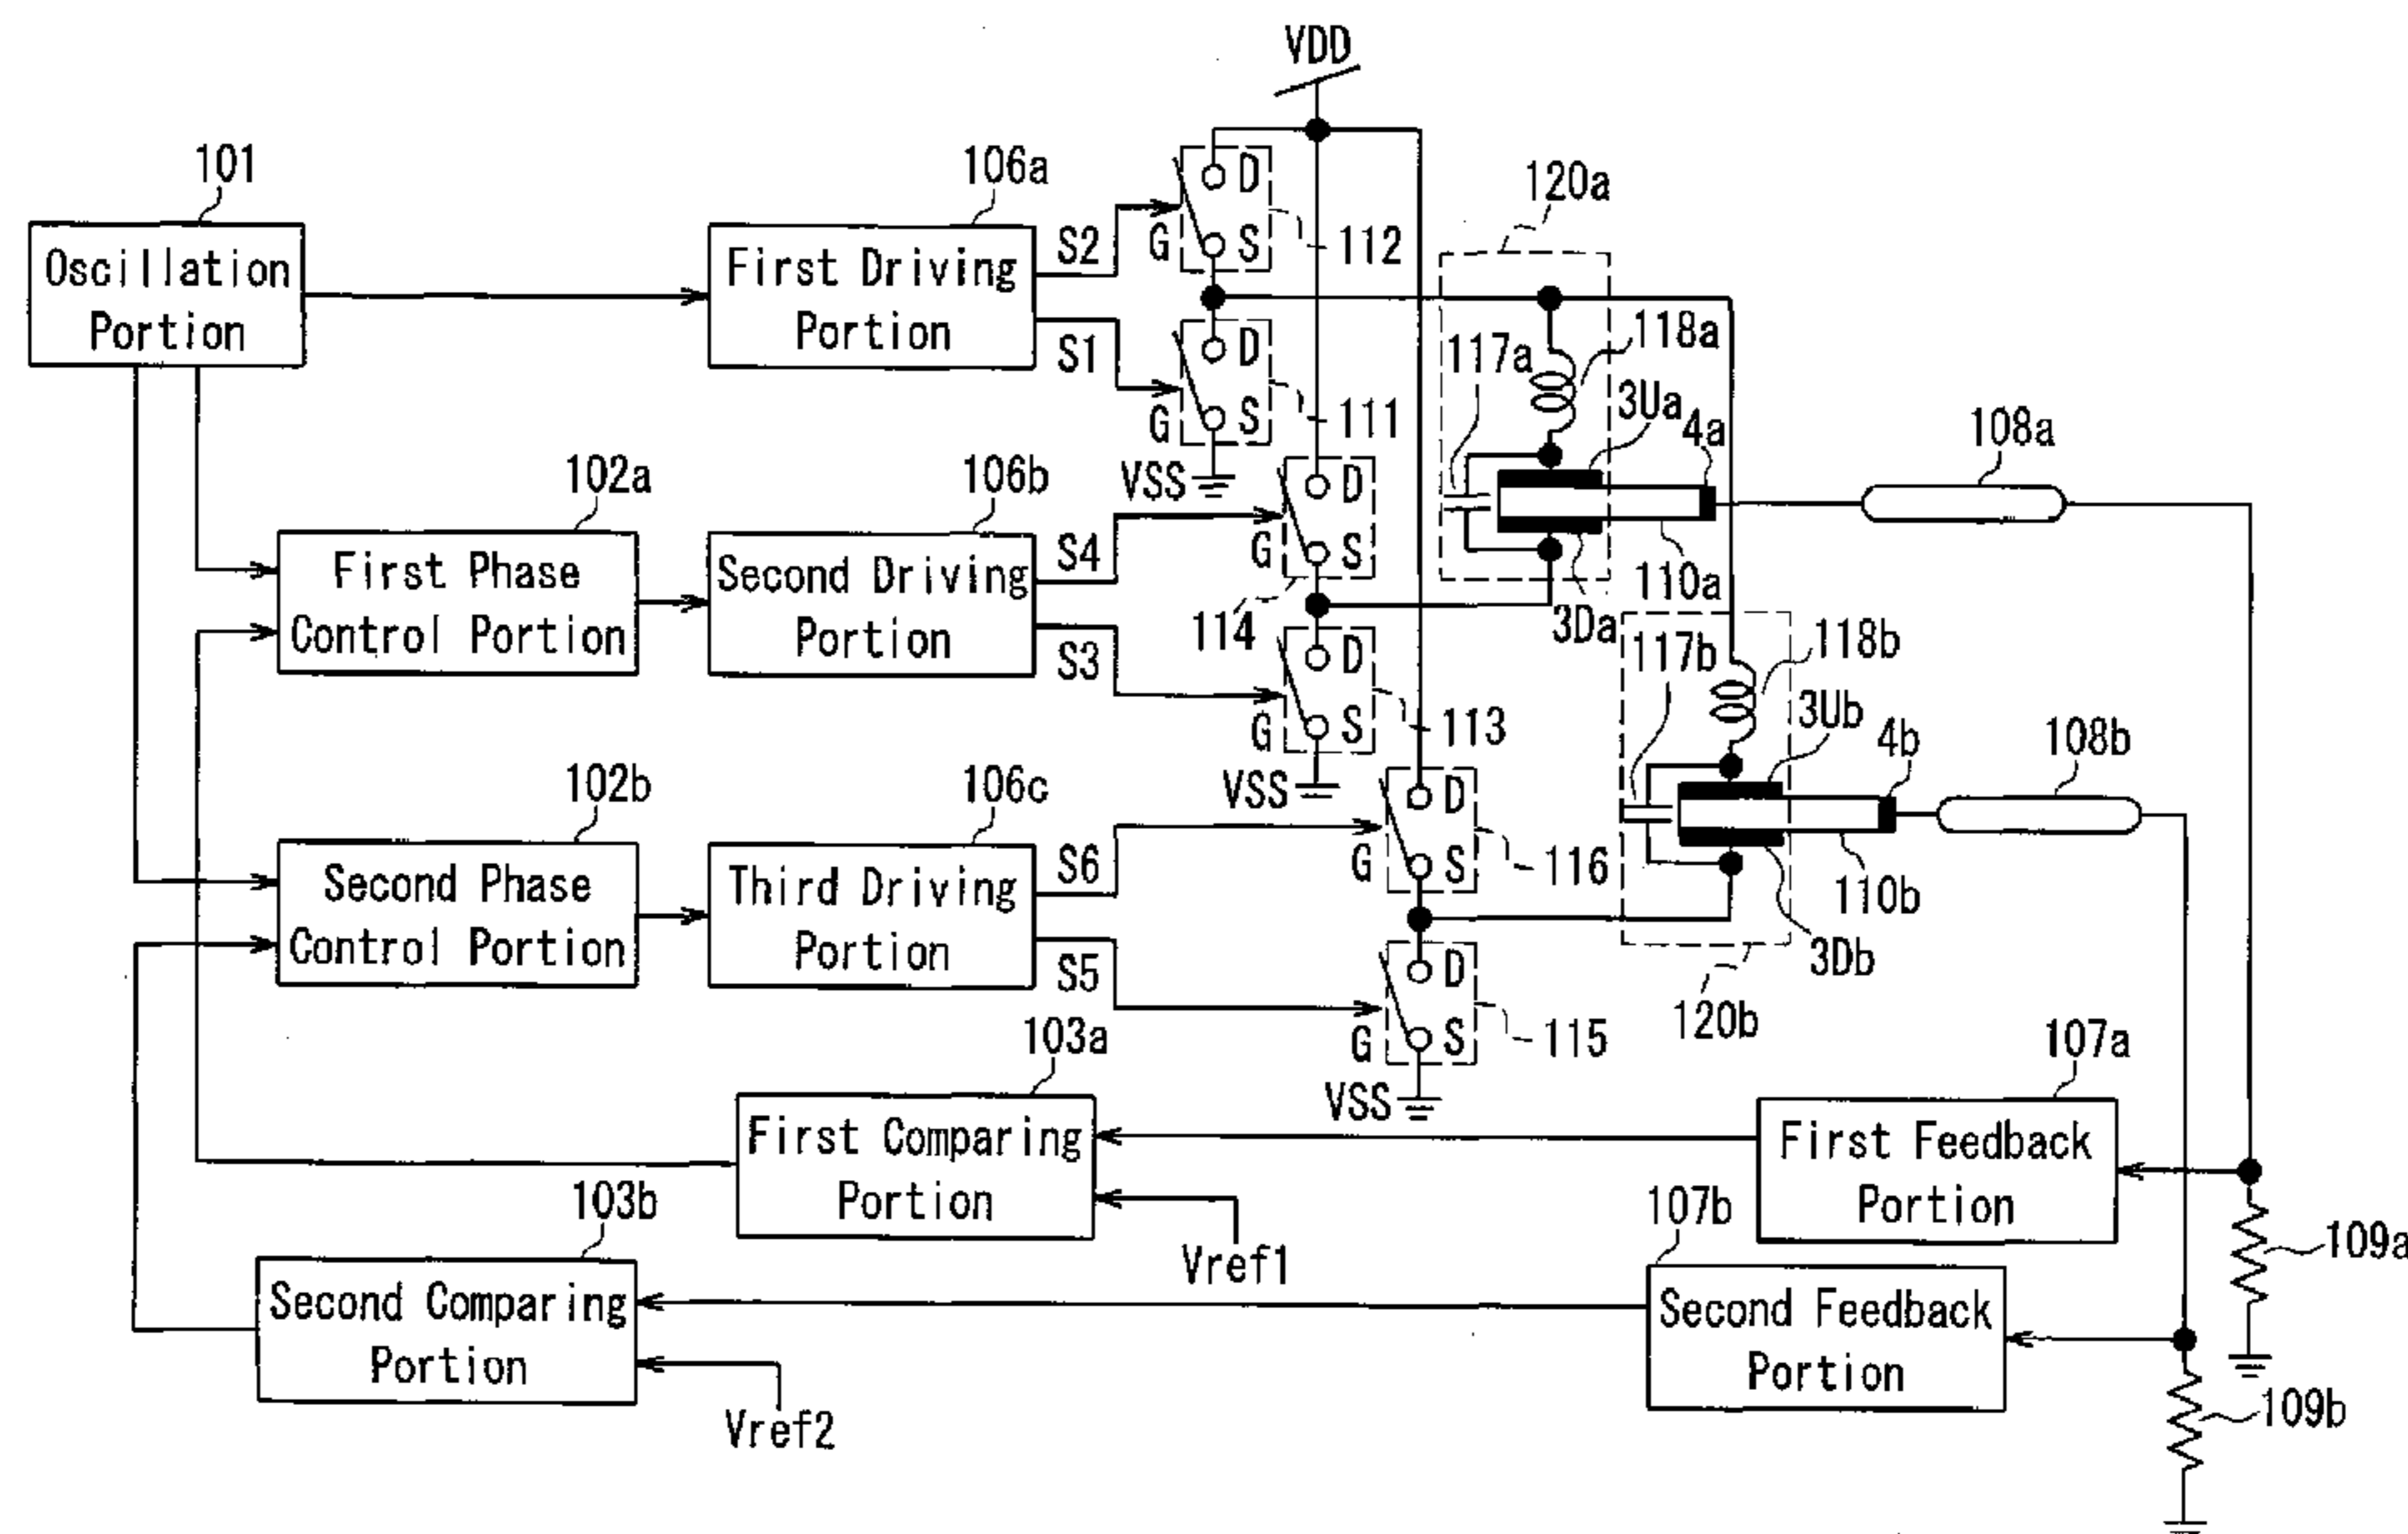 VDD
101
106a
120a
Oscillation
Portion
First Driving
Portion
S2
S1
G
D
S
112
G
D
S
111
VSS
117a
118a
3Ua
4a
108a
110a
3Da
102a
106b
First Phase
Control Portion
Second Driving
Portion
S4
S3
G
D
S
114
G
D
S
113
VSS
117b
118b
3Ub
4b
108b
110b
3Db
120b
102b
106c
Second Phase
Control Portion
Third Driving
Portion
S6
S5
G
D
S
116
G
D
S
115
VSS
103a
107a
First Comparing
Portion
First Feedback
Portion
Vref1
109a
103b
107b
Second Comparing
Portion
Second Feedback
Portion
Vref2
109b